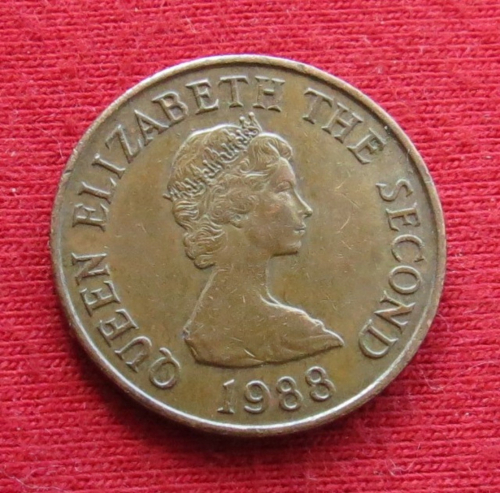 QUEEN ELIZABETH THE SECOND
1988